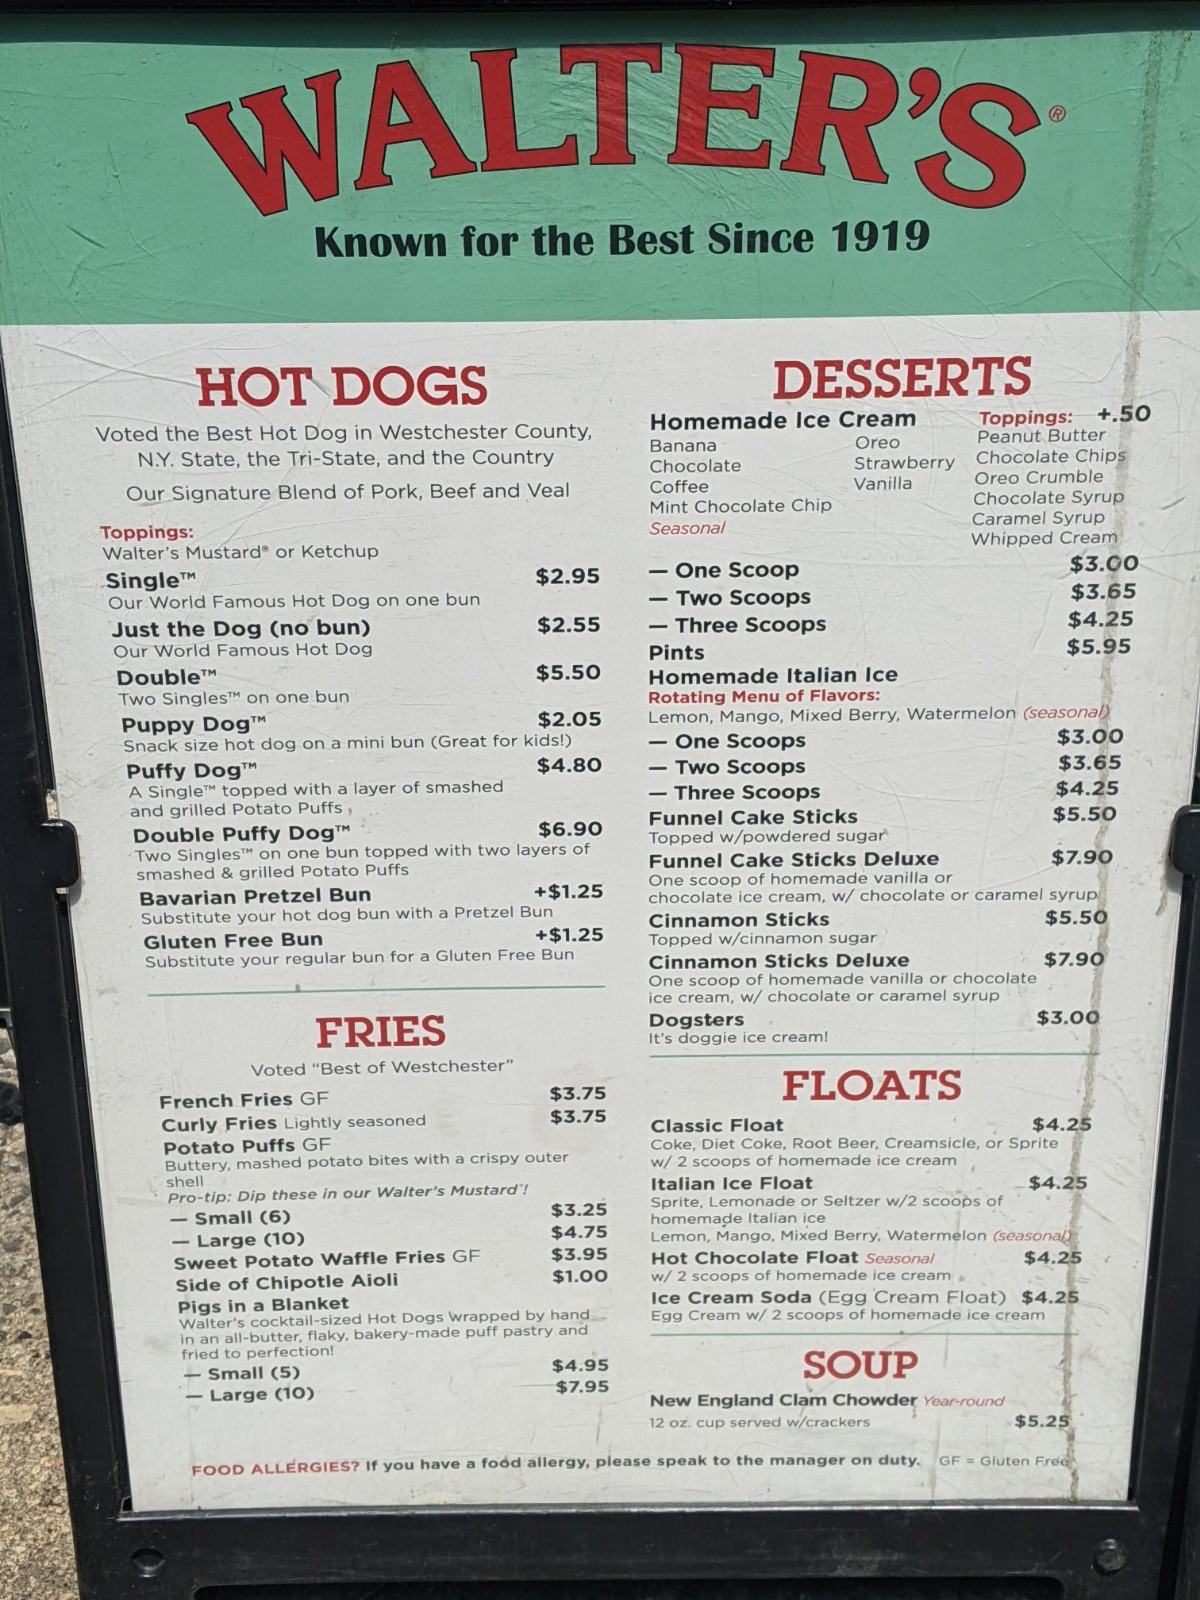 WALTER'S®
Known for the Best Since 1919
HOT DOGS
Voted the Best Hot Dog in Westchester County,
N.Y. State, the Tri-State, and the Country
Our Signature Blend of Pork, Beef and Veal
Toppings:
Walter's Mustard® or Ketchup
Single™ $2.95
Our World Famous Hot Dog on one bun
Just the Dog (no bun) $2.55
Our World Famous Hot Dog
Double™ $5.50
Two Singles™ on one bun
Puppy Dog™ $2.05
Snack size hot dog on a mini bun (Great for kids!)
Puffy Dog™ $4.80
A Single™ topped with a layer of smashed
and grilled Potato Puffs
Double Puffy Dog™ $6.90
Two Singles™ on one bun topped with two layers of
smashed & grilled Potato Puffs
Bavarian Pretzel Bun +$1.25
Substitute your hot dog bun with a Pretzel Bun
Gluten Free Bun +$1.25
Substitute your regular bun for a Gluten Free Bun
FRIES
Voted "Best of Westchester"
French Fries GF $3.75
Curly Fries Lightly seasoned $3.75
Potato Puffs GF
Buttery, mashed potato bites with a crispy outer
shell
Pro-tip: Dip these in our Walter's Mustard®!
— Small (6) $3.25
— Large (10) $4.75
Sweet Potato Waffle Fries GF $3.95
Side of Chipotle Aioli $1.00
Pigs in a Blanket
Walter's cocktail-sized Hot Dogs wrapped by hand
in an all-butter, flaky, bakery-made puff pastry and
fried to perfection!
— Small (5) $4.95
— Large (10) $7.95
DESSERTS
Homemade Ice Cream
Banana
Chocolate
Coffee
Mint Chocolate Chip
Seasonal
Oreo
Strawberry
Vanilla
Toppings: +.50
Peanut Butter
Chocolate Chips
Oreo Crumble
Chocolate Syrup
Caramel Syrup
Whipped Cream
— One Scoop $3.00
— Two Scoops $3.65
— Three Scoops $4.25
Pints $5.95
Homemade Italian Ice
Rotating Menu of Flavors:
Lemon, Mango, Mixed Berry, Watermelon (seasonal)
— One Scoops $3.00
— Two Scoops $3.65
— Three Scoops $4.25
Funnel Cake Sticks $5.50
Topped w/powdered sugar
Funnel Cake Sticks Deluxe $7.90
One scoop of homemade vanilla or
chocolate ice cream, w/ chocolate or caramel syrup
Cinnamon Sticks $5.50
Topped w/cinnamon sugar
Cinnamon Sticks Deluxe $7.90
One scoop of homemade vanilla or chocolate
ice cream, w/ chocolate or caramel syrup
Dogsters $3.00
It's doggie ice cream!
FLOATS
Classic Float $4.25
Coke, Diet Coke, Root Beer, Creamsicle, or Sprite
w/ 2 scoops of homemade ice cream
Italian Ice Float $4.25
Sprite, Lemonade or Seltzer w/2 scoops of
homemade Italian ice
Lemon, Mango, Mixed Berry, Watermelon (seasonal)
Hot Chocolate Float Seasonal $4.25
w/ 2 scoops of homemade ice cream
Ice Cream Soda (Egg Cream Float) $4.25
Egg Cream w/ 2 scoops of homemade ice cream
SOUP
New England Clam Chowder Year-round
12 oz. cup served w/crackers $5.25
FOOD ALLERGIES? If you have a food allergy, please speak to the manager on duty. GF = Gluten Free